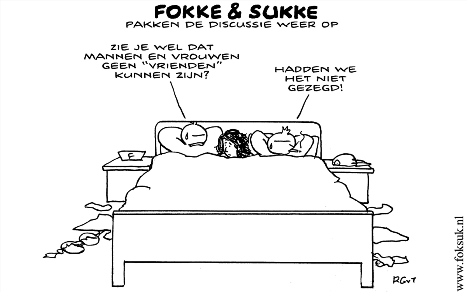 FOKKE & SUKKE
PAKKEN DE DISCUSSIE WEER OP
ZIE JE WEL DAT
MANNEN EN VROUWEN
GEEN "VRIENDEN"
KUNNEN ZIJN?
HADDEN WE
HET NIET
GEZEGD!
F
RGvT
www.foksuk.nl